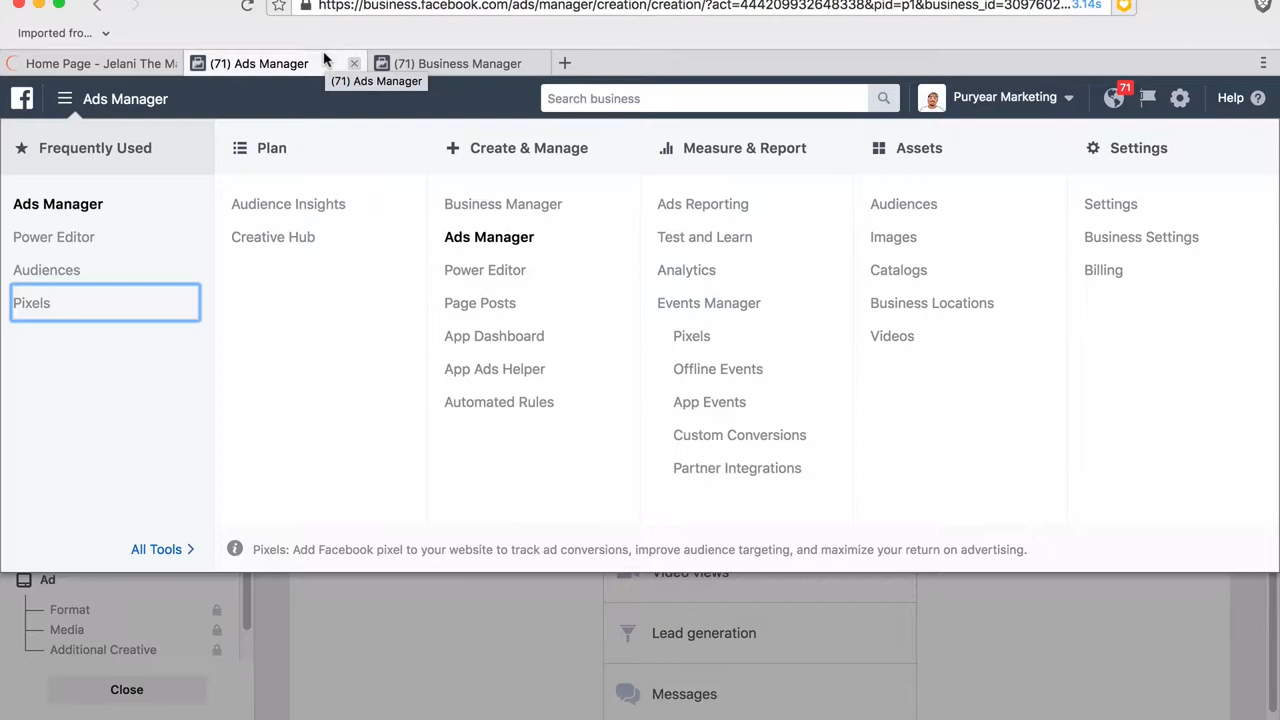 https://business.facebook.com/ads/manager/creation/creation/?act=444209932648338&pid=p1&business_id=3097602... 3.14s
Imported fro...
Home Page - Jelani The Ma
(71) Ads Manager
(71) Business Manager
(71) Ads Manager
Ads Manager
Search business
Puryear Marketing
71
Help
Frequently Used
Plan
Create & Manage
Measure & Report
Assets
Settings
Ads Manager
Power Editor
Audiences
Pixels
All Tools
Audience Insights
Creative Hub
Business Manager
Ads Manager
Power Editor
Page Posts
App Dashboard
App Ads Helper
Automated Rules
Ads Reporting
Test and Learn
Analytics
Events Manager
Pixels
Offline Events
App Events
Custom Conversions
Partner Integrations
Audiences
Images
Catalogs
Business Locations
Videos
Settings
Business Settings
Billing
Pixels: Add Facebook pixel to your website to track ad conversions, improve audience targeting, and maximize your return on advertising.
Ad
Format
Media
Additional Creative
Close
Video views
Lead generation
Messages